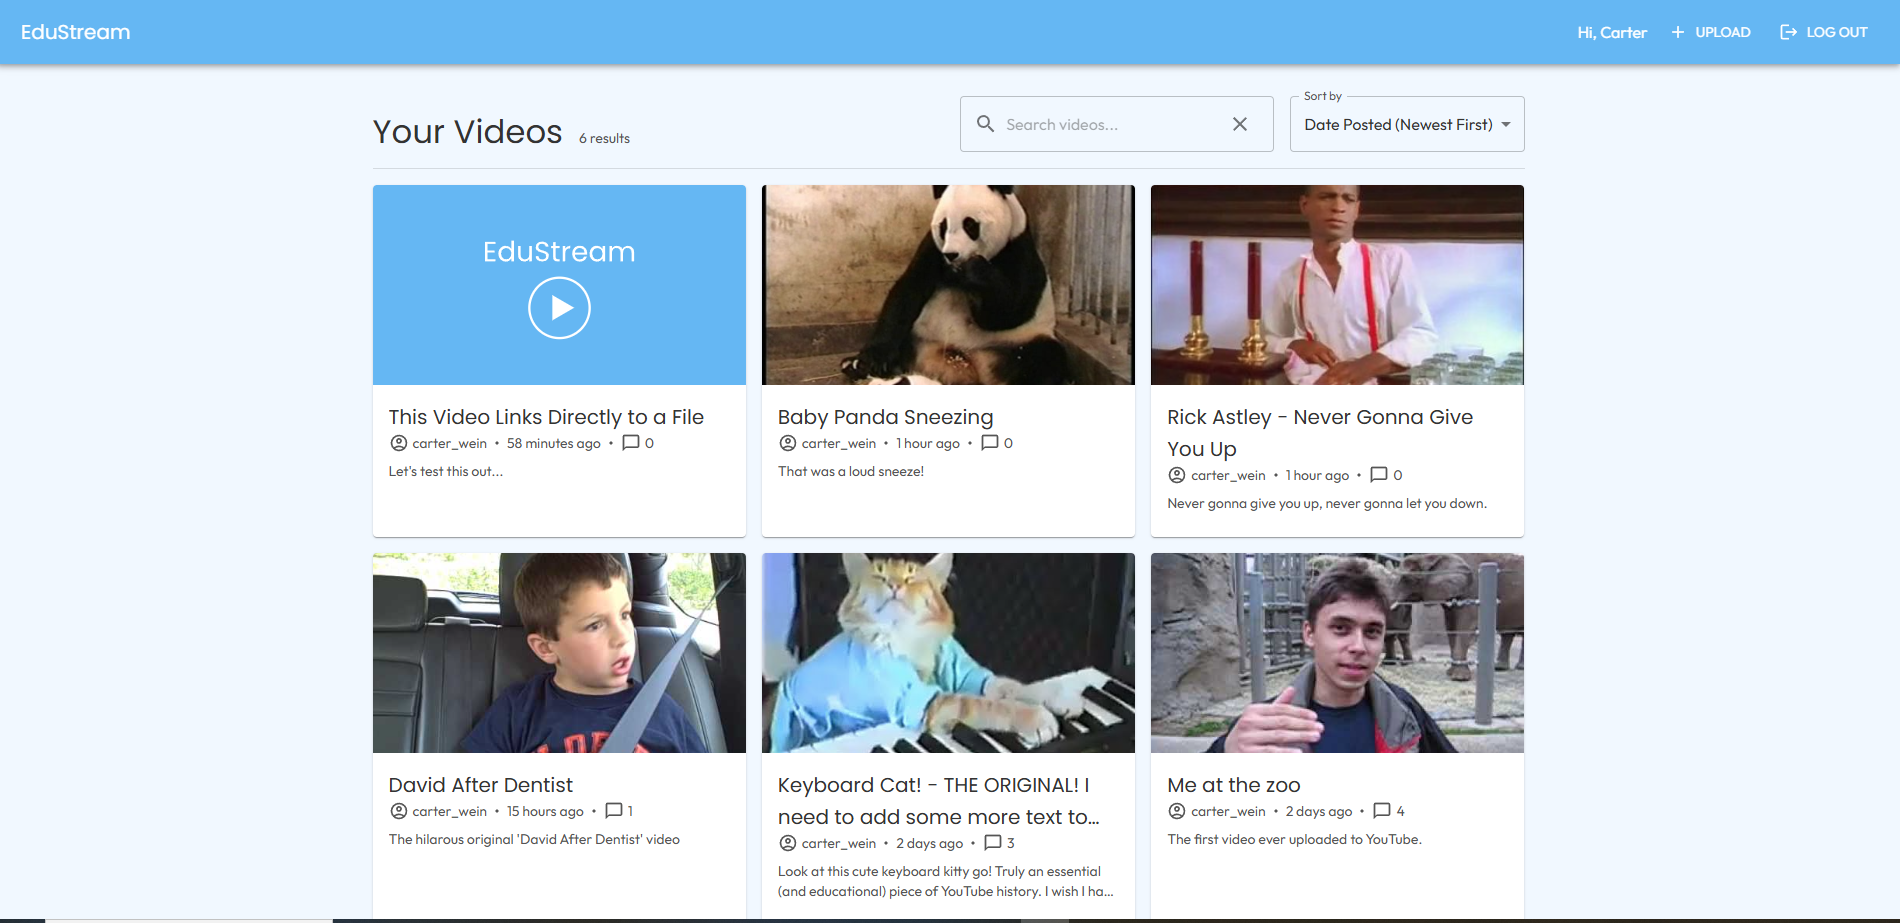 EduStream
Hi, Carter
UPLOAD
LOG OUT
Your Videos
6 results
Search videos...
Sort by
Date Posted (Newest First)
EduStream
This Video Links Directly to a File
carter_wein • 58 minutes ago • 0
Let's test this out...
Baby Panda Sneezing
carter_wein • 1 hour ago • 0
That was a loud sneeze!
Rick Astley - Never Gonna Give
You Up
carter_wein • 1 hour ago • 0
Never gonna give you up, never gonna let you down.
David After Dentist
carter_wein • 15 hours ago • 1
The hilarous original 'David After Dentist' video
Keyboard Cat! - THE ORIGINAL! I
need to add some more text to...
carter_wein • 2 days ago • 3
Look at this cute keyboard kitty go! Truly an essential
(and educational) piece of YouTube history. I wish I ha...
Me at the zoo
carter_wein • 2 days ago • 4
The first video ever uploaded to YouTube.